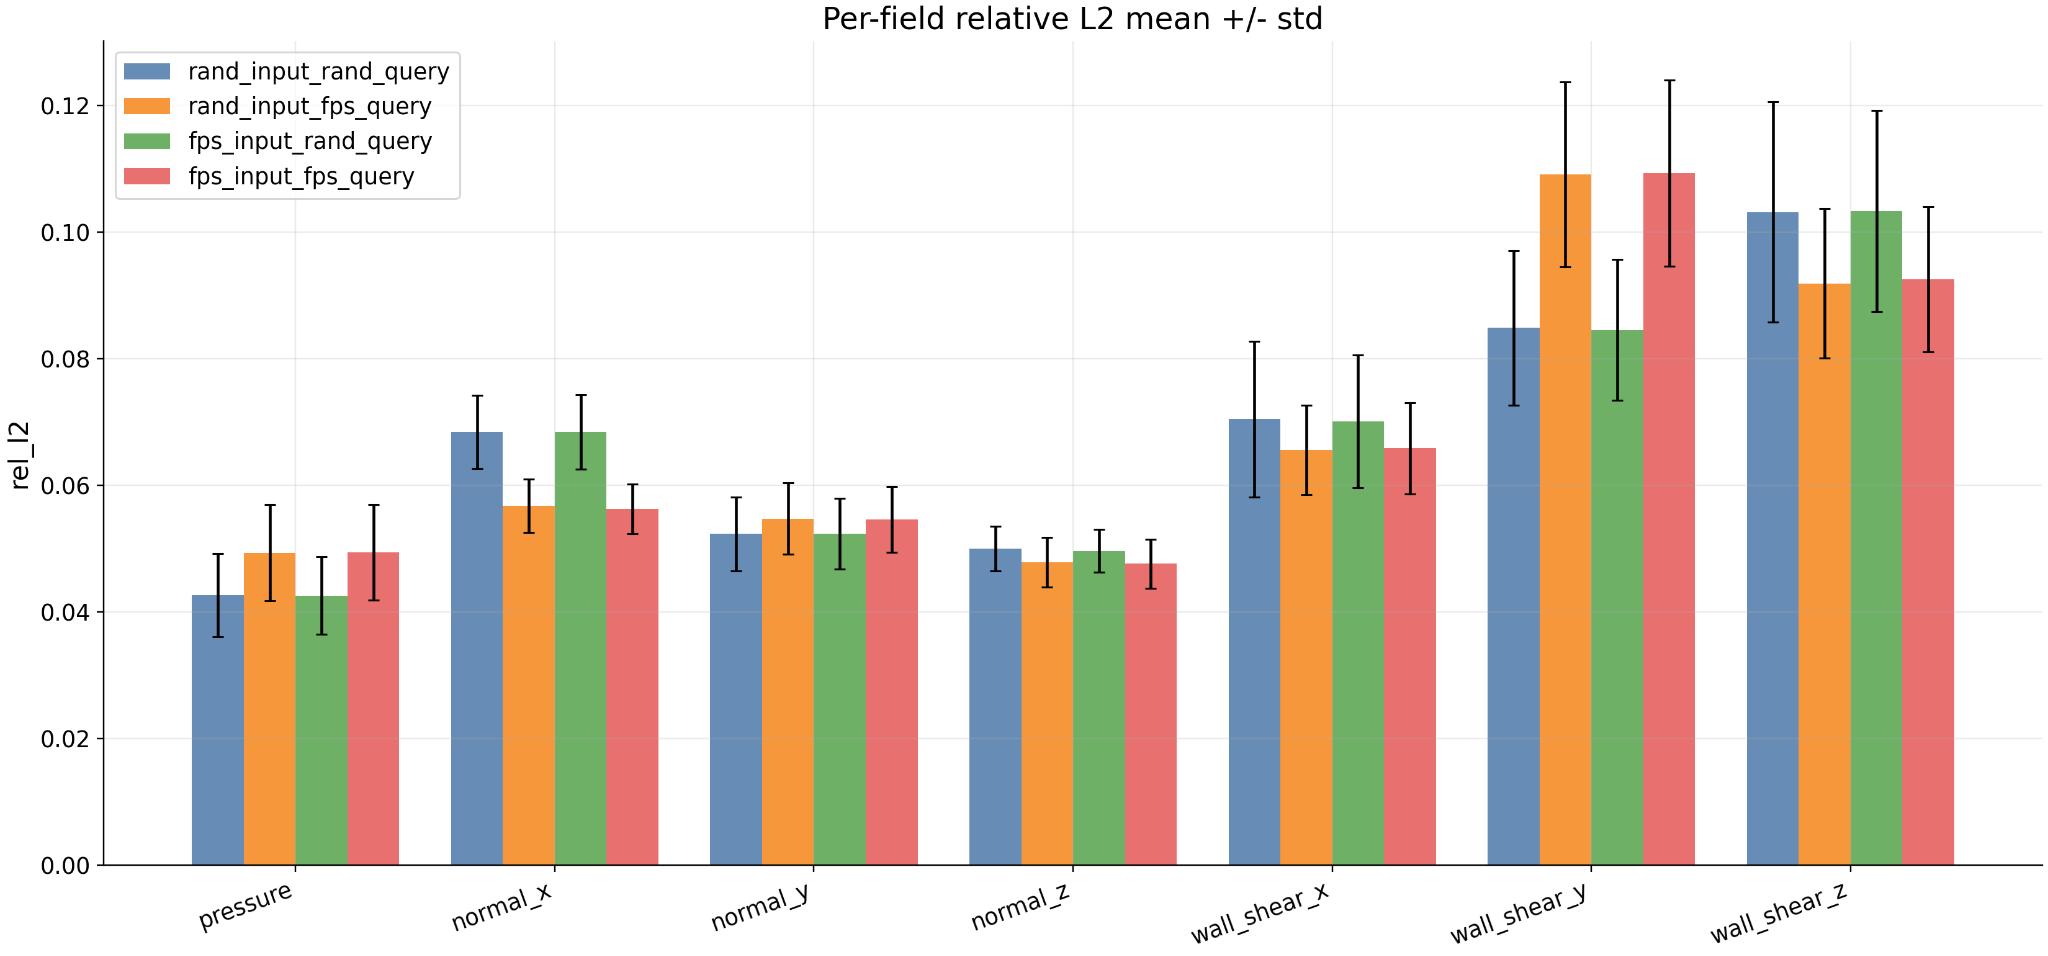 Per-field relative L2 mean +/- std
rand_input_rand_query
rand_input_fps_query
fps_input_rand_query
fps_input_fps_query
rel_l2
0.12
0.10
0.08
0.06
0.04
0.02
0.00
pressure
normal_x
normal_y
normal_z
wall_shear_x
wall_shear_y
wall_shear_z